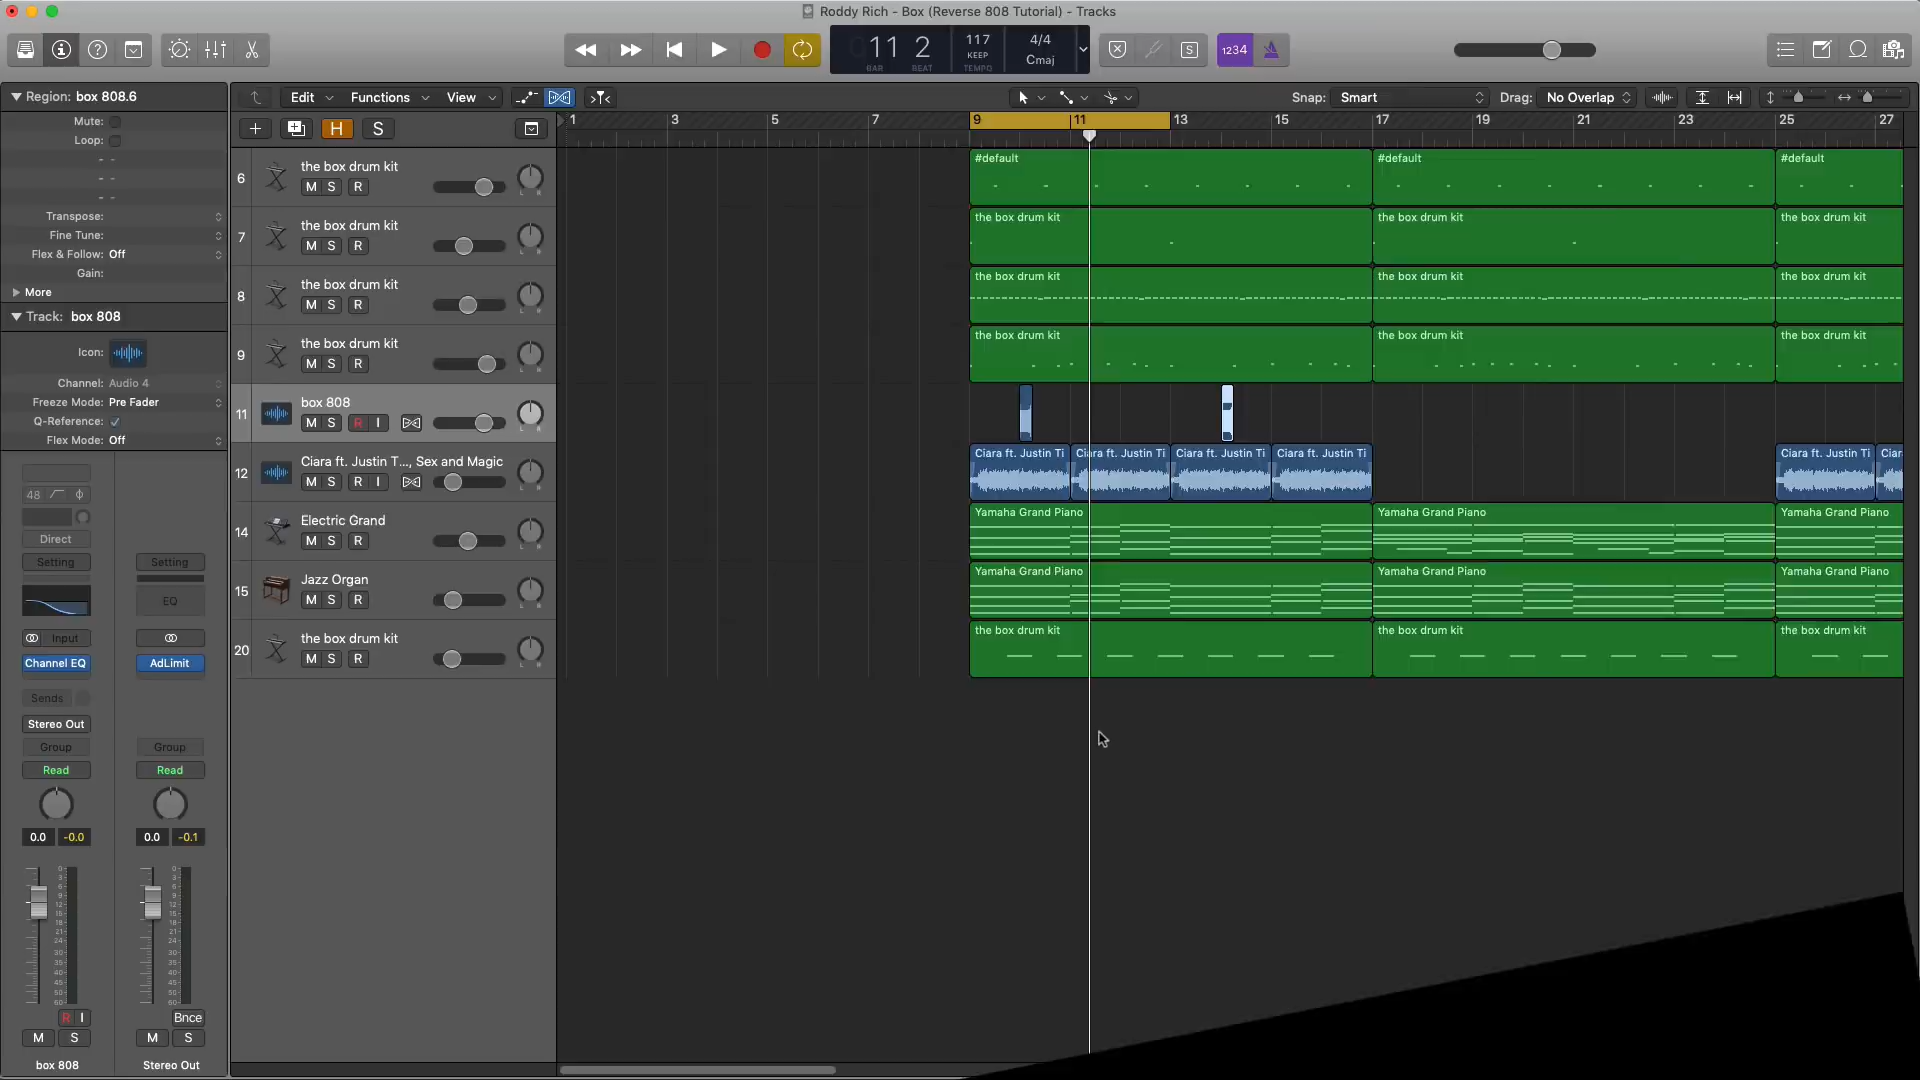 Roddy Rich - Box (Reverse 808 Tutorial) - Tracks
11 2
BAR BEAT
117
KEEP
TEMPO
4/4
Cmaj
S
1234
Region: box 808.6
Mute:
Loop:
Transpose:
Fine Tune:
Flex & Follow: Off
Gain:
More
Track: box 808
Icon:
Channel: Audio 4
Freeze Mode: Pre Fader
Q-Reference:
Flex Mode: Off
48
Direct
Setting
Setting
EQ
Input
Channel EQ
AdLimit
Sends
Stereo Out
Group
Group
Read
Read
0.0 -0.0
0.0 -0.1
R I
Bnce
M S
M S
box 808
Stereo Out
Edit Functions View
Snap: Smart
Drag: No Overlap
H S
1 3 5 7 9 11 13 15 17 19 21 23 25 27
6 the box drum kit
M S R
#default #default #default
7 the box drum kit
M S R
the box drum kit the box drum kit the box drum kit
8 the box drum kit
M S R
the box drum kit the box drum kit the box drum kit
9 the box drum kit
M S R
the box drum kit the box drum kit the box drum kit
11 box 808
M S R I
12 Ciara ft. Justin T..., Sex and Magic
M S R I
Ciara ft. Justin Ti Ciara ft. Justin Ti Ciara ft. Justin Ti Ciara ft. Justin Ti Ciara ft. Justin Ti Ciar
14 Electric Grand
M S R
Yamaha Grand Piano Yamaha Grand Piano Yamaha Grand Piano
15 Jazz Organ
M S R
Yamaha Grand Piano Yamaha Grand Piano Yamaha Grand Piano
20 the box drum kit
M S R
the box drum kit the box drum kit the box drum kit